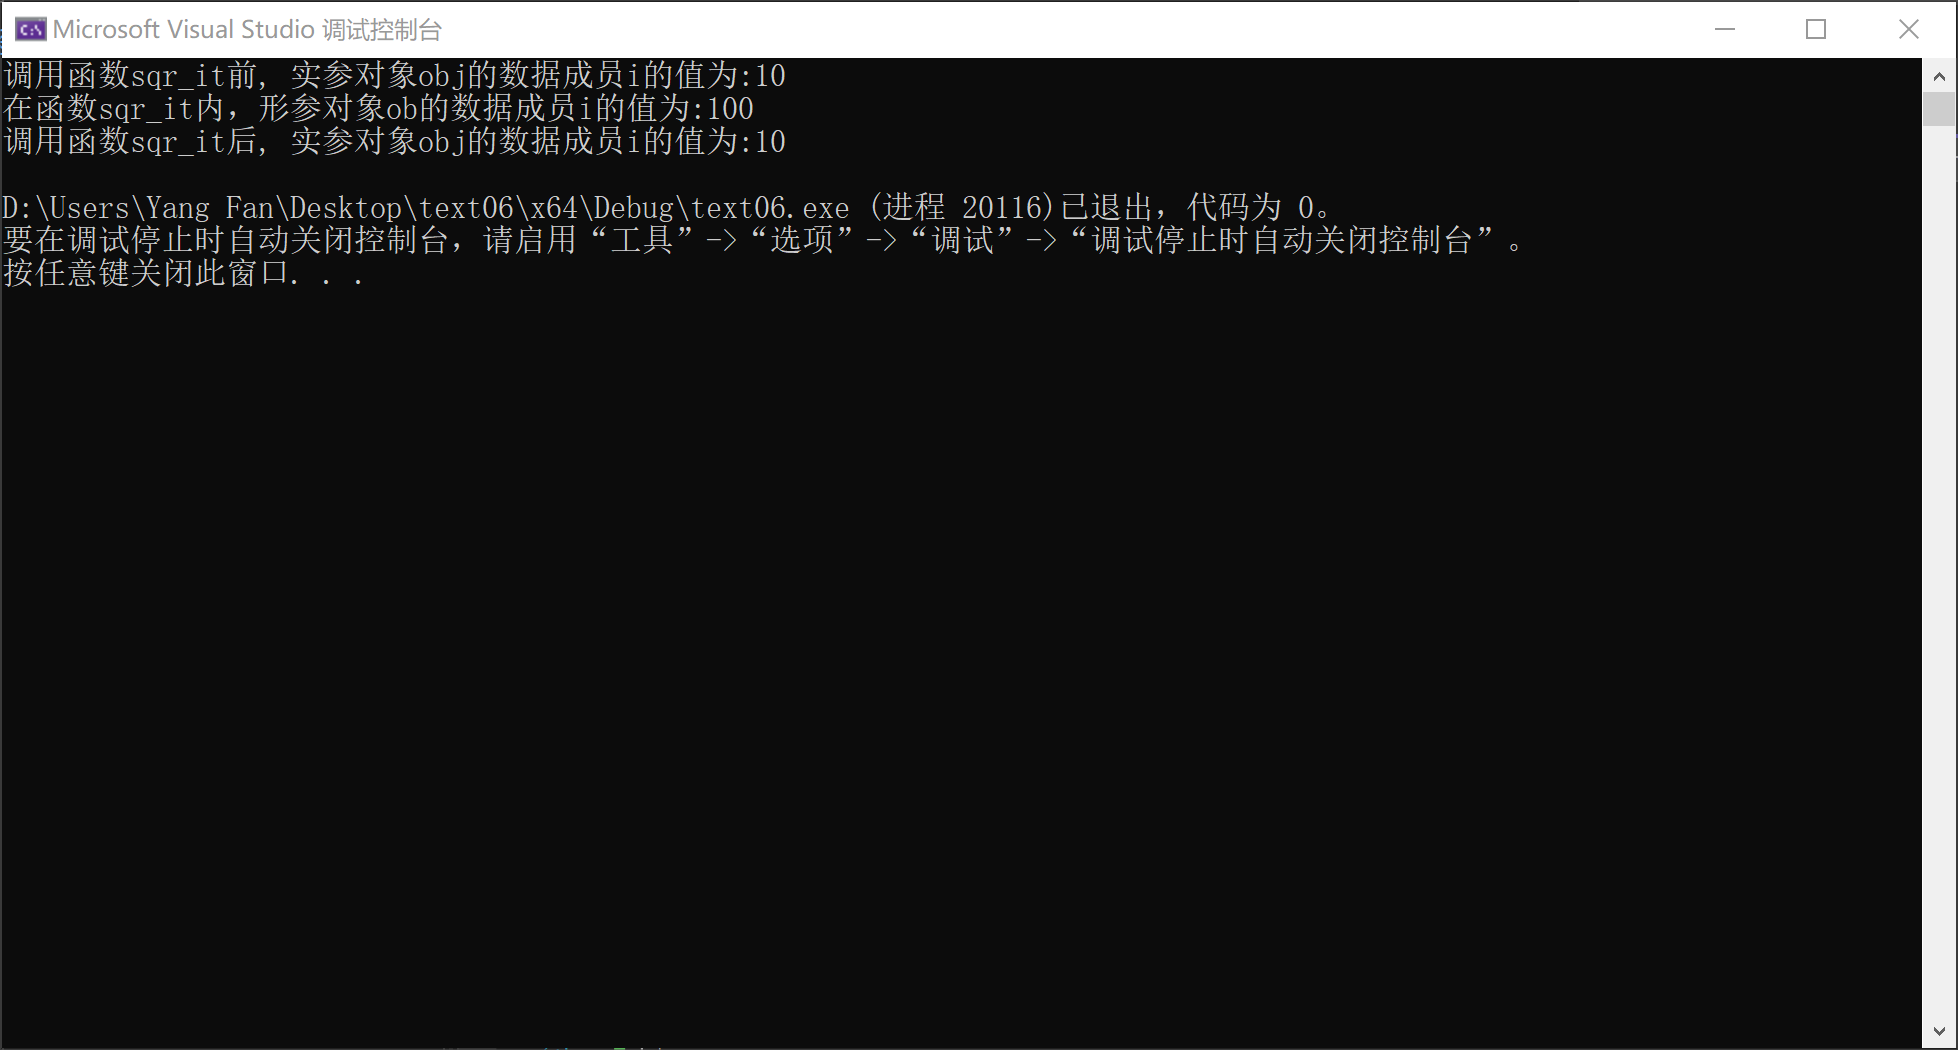 Microsoft Visual Studio 调试控制台
调用函数sqr_it前, 实参对象obj的数据成员i的值为:10
在函数sqr_it内，形参对象ob的数据成员i的值为:100
调用函数sqr_it后, 实参对象obj的数据成员i的值为:10
D:\Users\Yang Fan\Desktop\text06\x64\Debug\text06.exe (进程 20116)已退出，代码为 0。
要在调试停止时自动关闭控制台，请启用“工具”->“选项”->“调试”->“调试停止时自动关闭控制台”。
按任意键关闭此窗口. . .